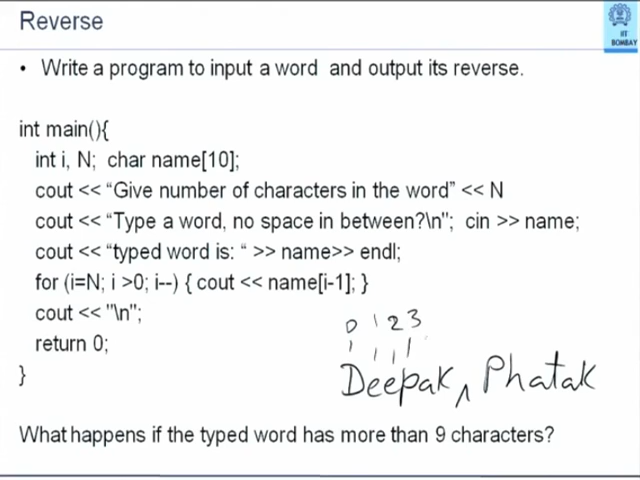 Reverse
IIT
BOMBAY
• Write a program to input a word and output its reverse.
int main(){
int i, N; char name[10];
cout << “Give number of characters in the word” << N
cout << “Type a word, no space in between?\n"; cin >> name;
cout << “typed word is: “ >> name>> endl;
for (i=N; i >0; i--) { cout << name[i-1]; }
cout << "\n";
return 0;
}
0 1 2 3
Deepak ^ Phatak
What happens if the typed word has more than 9 characters?